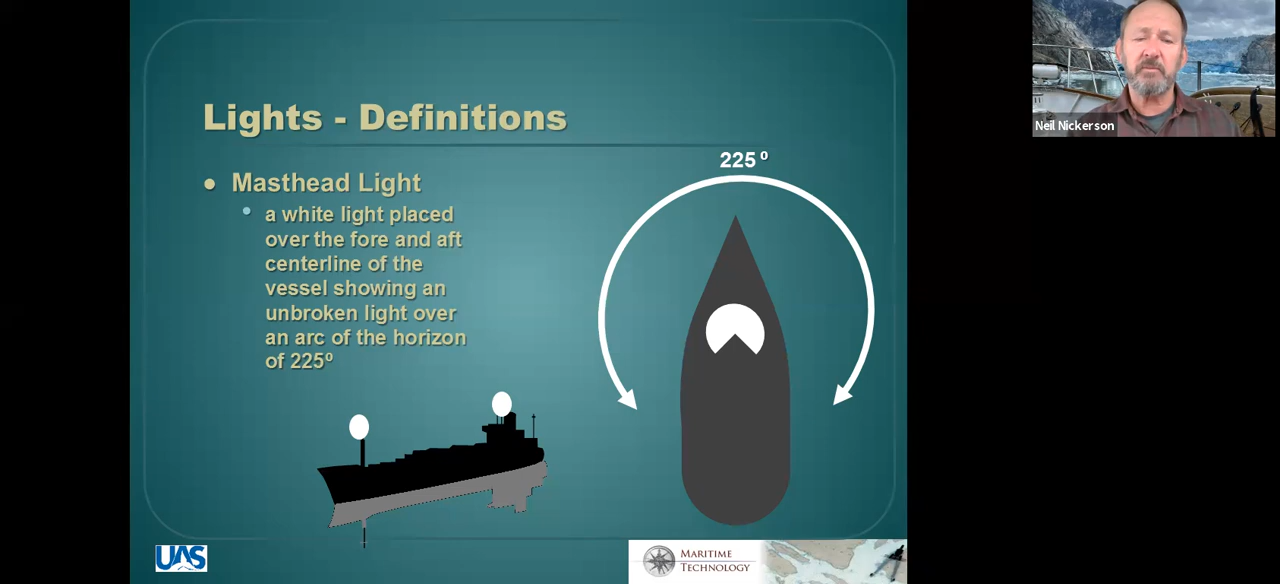 Neil Nickerson
Lights - Definitions
225 º
Masthead Light
a white light placed
over the fore and aft
centerline of the
vessel showing an
unbroken light over
an arc of the horizon
of 225º
UAS
MARITIME
TECHNOLOGY